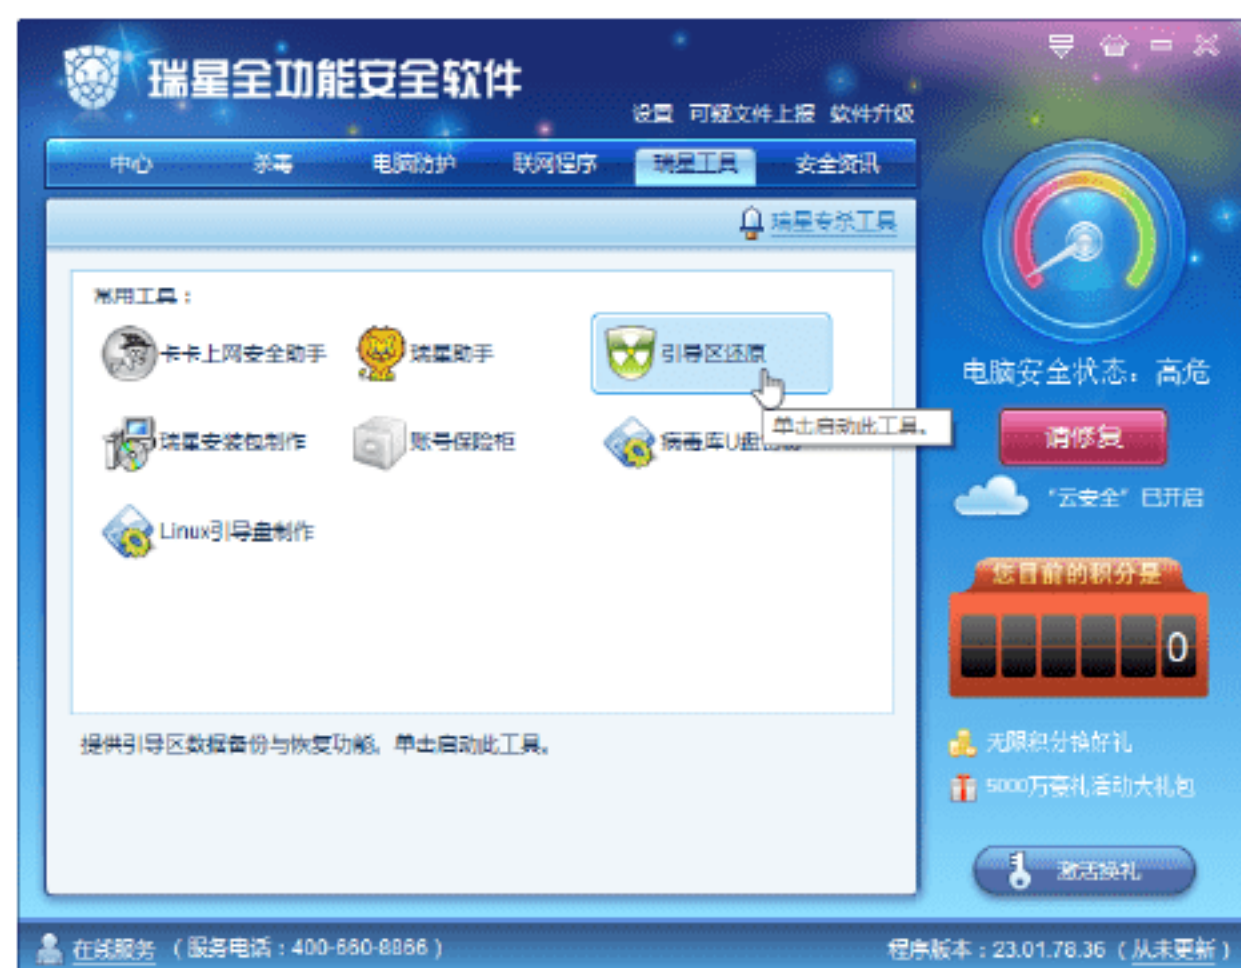 瑞星全功能安全软件
设置 可疑文件上报 软件升级
中心 杀毒 电脑防护 联网程序 瑞星工具 安全资讯
瑞星专杀工具
常用工具：
卡卡上网安全助手 瑞星助手 引导区还原
单击启动此工具。
瑞星安装包制作 账号保险柜 病毒库U盘
Linux引导盘制作
提供引导区数据备份与恢复功能。单击启动此工具。
电脑安全状态：高危
请修复
“云安全”已开启
您目前的积分是
0
无限积分换好礼
5000万豪礼活动大礼包
激活换礼
在线服务 （服务电话：400-660-8866）
程序版本：23.01.78.36 （从未更新）